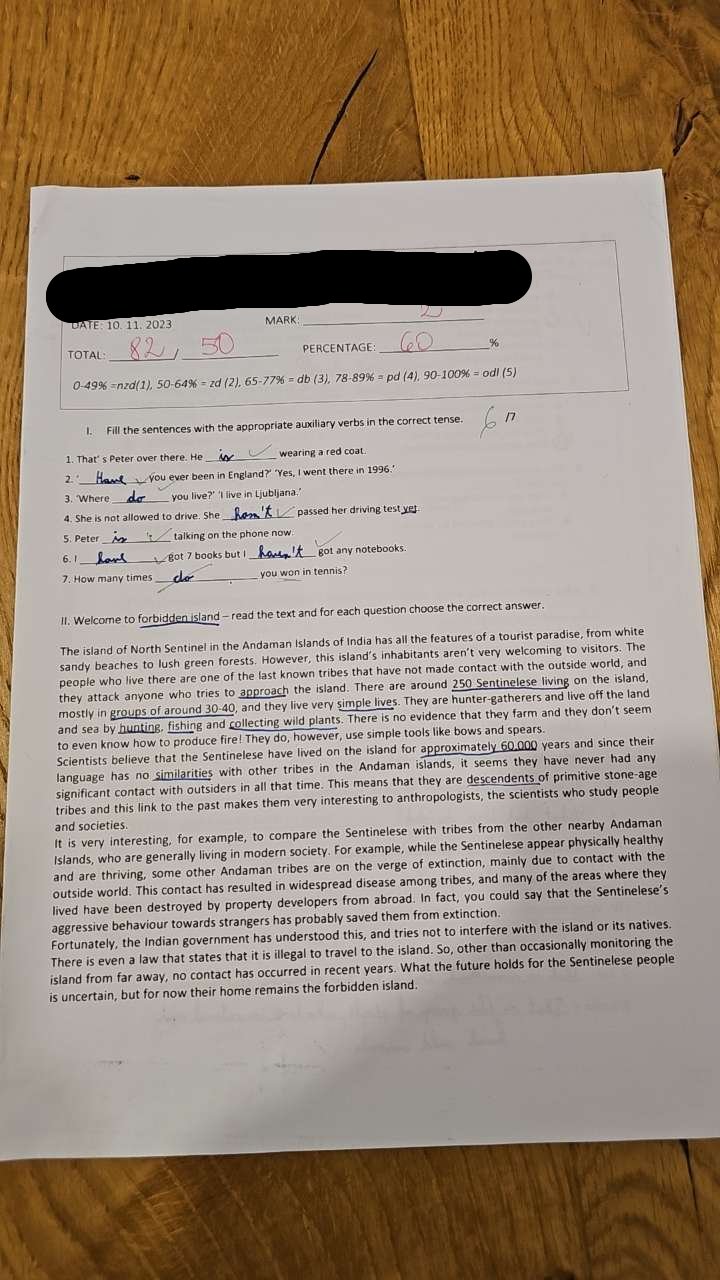 DATE: 10. 11. 2023
MARK: 2
TOTAL: 82 / 50 PERCENTAGE: 60 %
0-49% =nzd(1), 50-64% = zd (2), 65-77% = db (3), 78-89% = pd (4), 90-100% = odl (5)
I. Fill the sentences with the appropriate auxiliary verbs in the correct tense. 6 /7
1. That' s Peter over there. He is wearing a red coat.
2. ' Have you ever been in England?' 'Yes, I went there in 1996.'
3. 'Where do you live?' 'I live in Ljubljana.'
4. She is not allowed to drive. She hasn't passed her driving test yet.
5. Peter is talking on the phone now.
6. I have got 7 books but I haven't got any notebooks.
7. How many times do you won in tennis?
II. Welcome to forbidden island – read the text and for each question choose the correct answer.
The island of North Sentinel in the Andaman Islands of India has all the features of a tourist paradise, from white
sandy beaches to lush green forests. However, this island's inhabitants aren't very welcoming to visitors. The
people who live there are one of the last known tribes that have not made contact with the outside world, and
they attack anyone who tries to approach the island. There are around 250 Sentinelese living on the island,
mostly in groups of around 30-40, and they live very simple lives. They are hunter-gatherers and live off the land
and sea by hunting, fishing and collecting wild plants. There is no evidence that they farm and they don't seem
to even know how to produce fire! They do, however, use simple tools like bows and spears.
Scientists believe that the Sentinelese have lived on the island for approximately 60.000 years and since their
language has no similarities with other tribes in the Andaman islands, it seems they have never had any
significant contact with outsiders in all that time. This means that they are descendents of primitive stone-age
tribes and this link to the past makes them very interesting to anthropologists, the scientists who study people
and societies.
It is very interesting, for example, to compare the Sentinelese with tribes from the other nearby Andaman
Islands, who are generally living in modern society. For example, while the Sentinelese appear physically healthy
and are thriving, some other Andaman tribes are on the verge of extinction, mainly due to contact with the
outside world. This contact has resulted in widespread disease among tribes, and many of the areas where they
lived have been destroyed by property developers from abroad. In fact, you could say that the Sentinelese's
aggressive behaviour towards strangers has probably saved them from extinction.
Fortunately, the Indian government has understood this, and tries not to interfere with the island or its natives.
There is even a law that states that it is illegal to travel to the island. So, other than occasionally monitoring the
island from far away, no contact has occurred in recent years. What the future holds for the Sentinelese people
is uncertain, but for now their home remains the forbidden island.